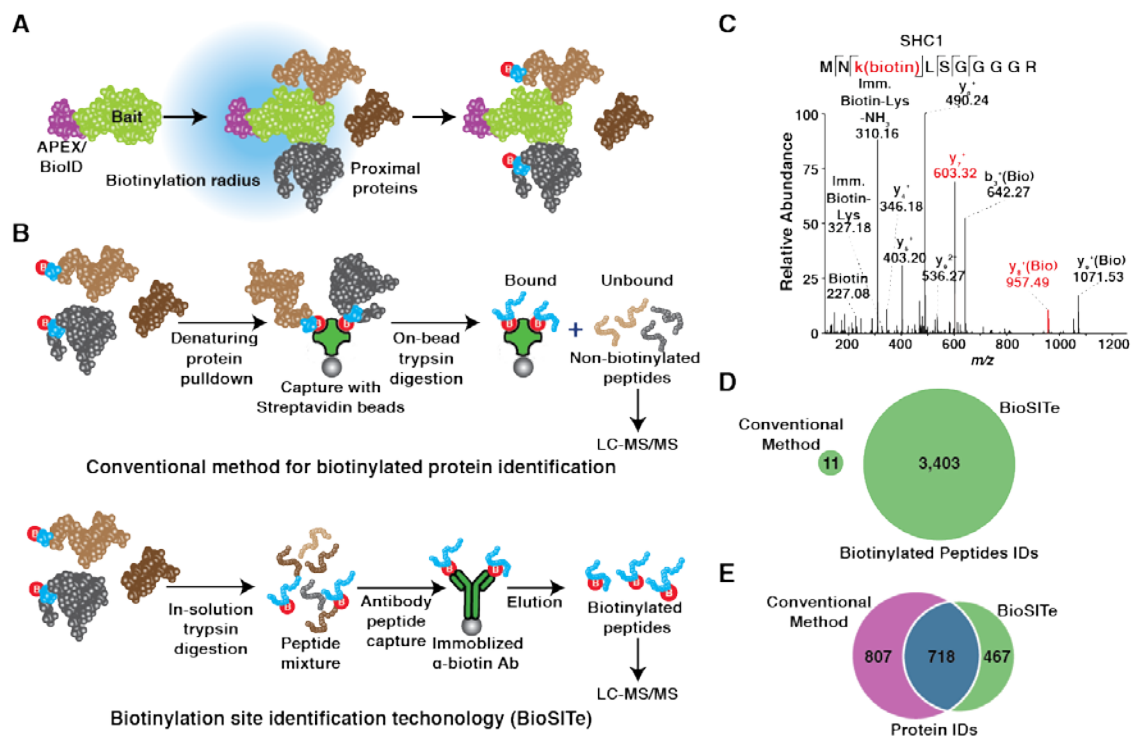 A
APEX/
BioID
Bait
Biotinylation radius
Proximal
proteins
B
B
B
B
B
Denaturing
protein
pulldown
B
B
Capture with
Streptavidin beads
On-bead
trypsin
digestion
Bound
B
B
+
Unbound
Non-biotinylated
peptides
LC-MS/MS
Conventional method for biotinylated protein identification
B
B
In-solution
trypsin
digestion
B
B
Peptide
mixture
Antibody
peptide
capture
B
B
Immoblized
α-biotin Ab
Elution
B
B
B
Biotinylated
peptides
LC-MS/MS
Biotinylation site identification techonology (BioSITe)
C
SHC1
M N k(biotin) L S G G G G R
Relative Abundance
100
75
50
25
0
Imm.
Biotin-Lys
-NH3
310.16
Imm.
Biotin-
Lys
327.18
Biotin
227.08
y4+
346.18
403.20
490.24
536.27
y7+
603.32
b3+(Bio)
642.27
y8+(Bio)
957.49
y9+(Bio)
1071.53
200 400 600 800 1000 1200
m/z
D
Conventional
Method
11
BioSITe
3,403
Biotinylated Peptides IDs
E
Conventional
Method
BioSITe
807
718
467
Protein IDs